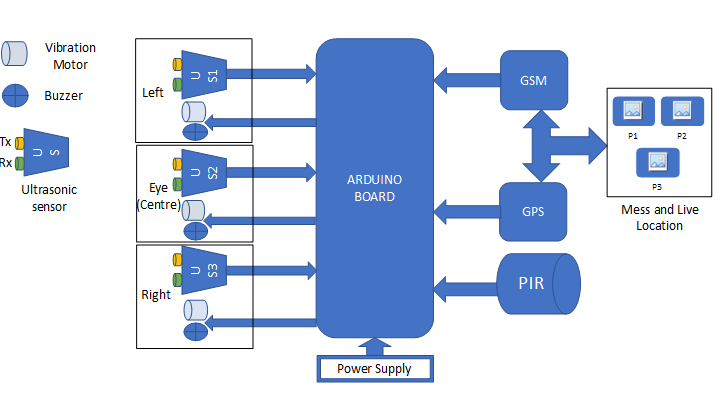 Vibration
Motor
Buzzer
Tx
Rx
U
S
Ultrasonic
sensor
Left
U
S1
Eye
(Centre)
U
S2
Right
U
S3
ARDUINO
BOARD
Power Supply
GSM
GPS
PIR
P1
P2
P3
Mess and Live
Location